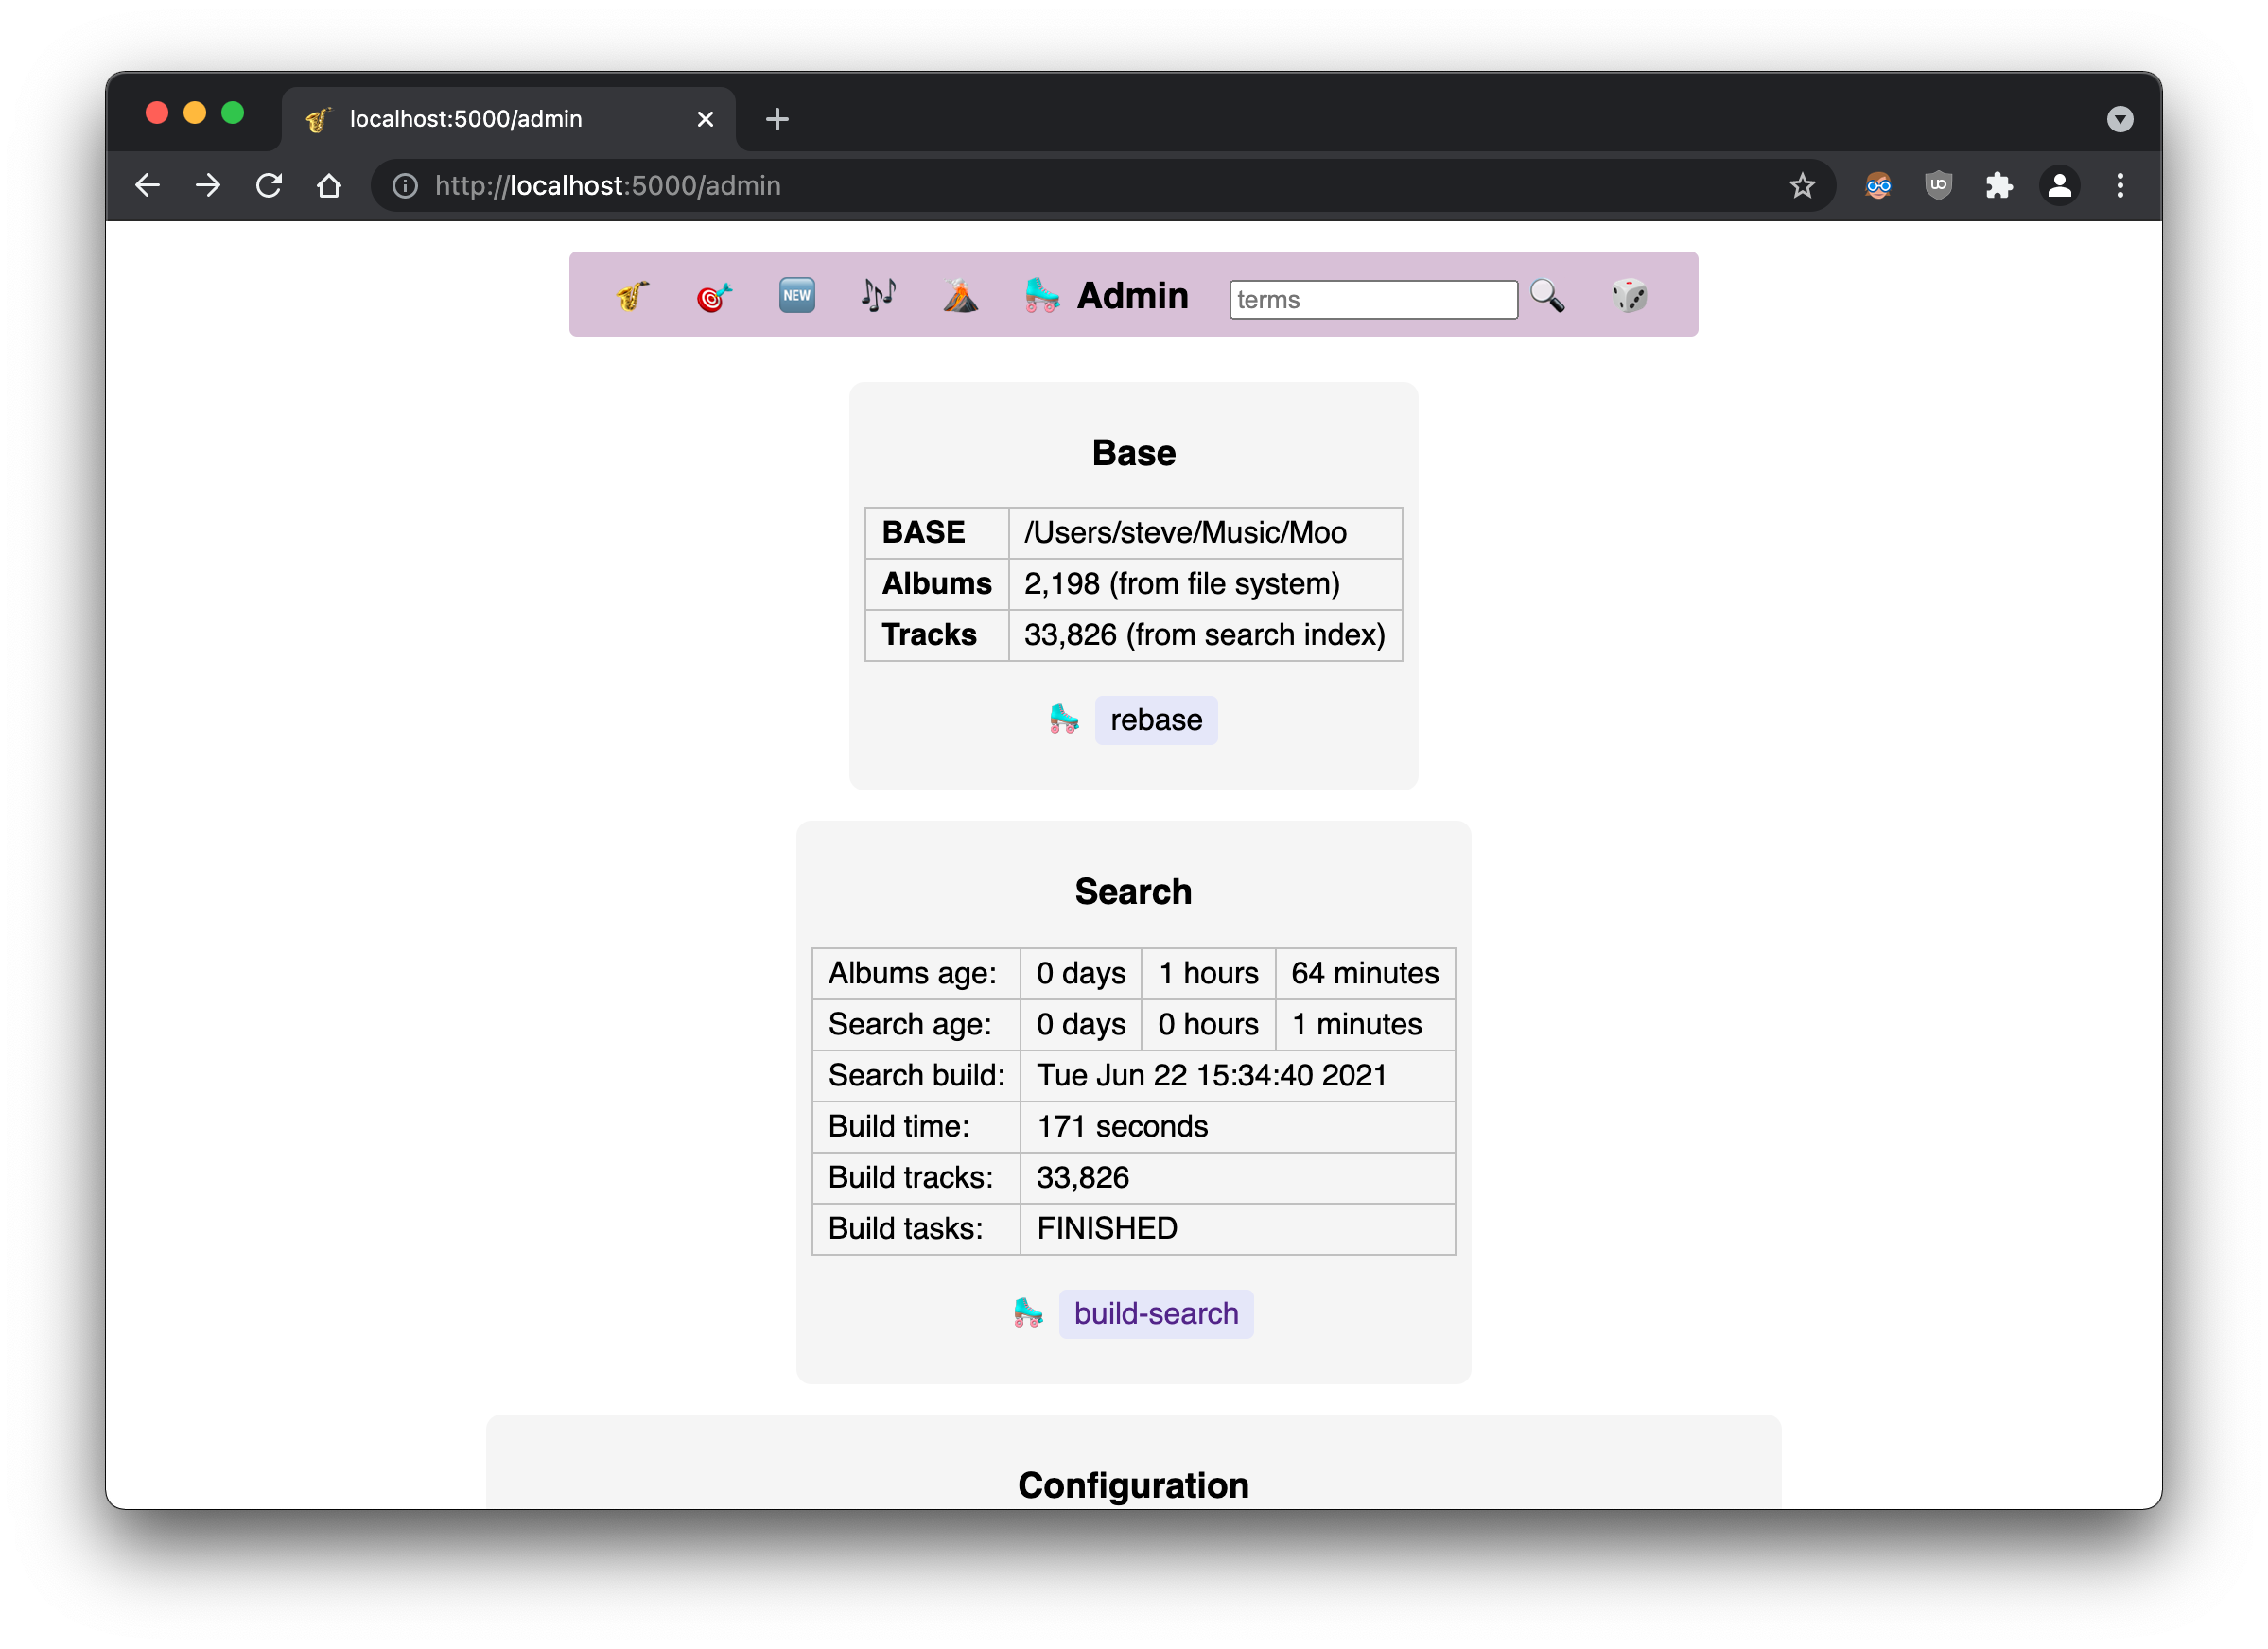 localhost:5000/admin
http://localhost:5000/admin
NEW Admin terms
Base
BASE /Users/steve/Music/Moo
Albums 2,198 (from file system)
Tracks 33,826 (from search index)
rebase
Search
Albums age: 0 days 1 hours 64 minutes
Search age: 0 days 0 hours 1 minutes
Search build: Tue Jun 22 15:34:40 2021
Build time: 171 seconds
Build tracks: 33,826
Build tasks: FINISHED
build-search
Configuration